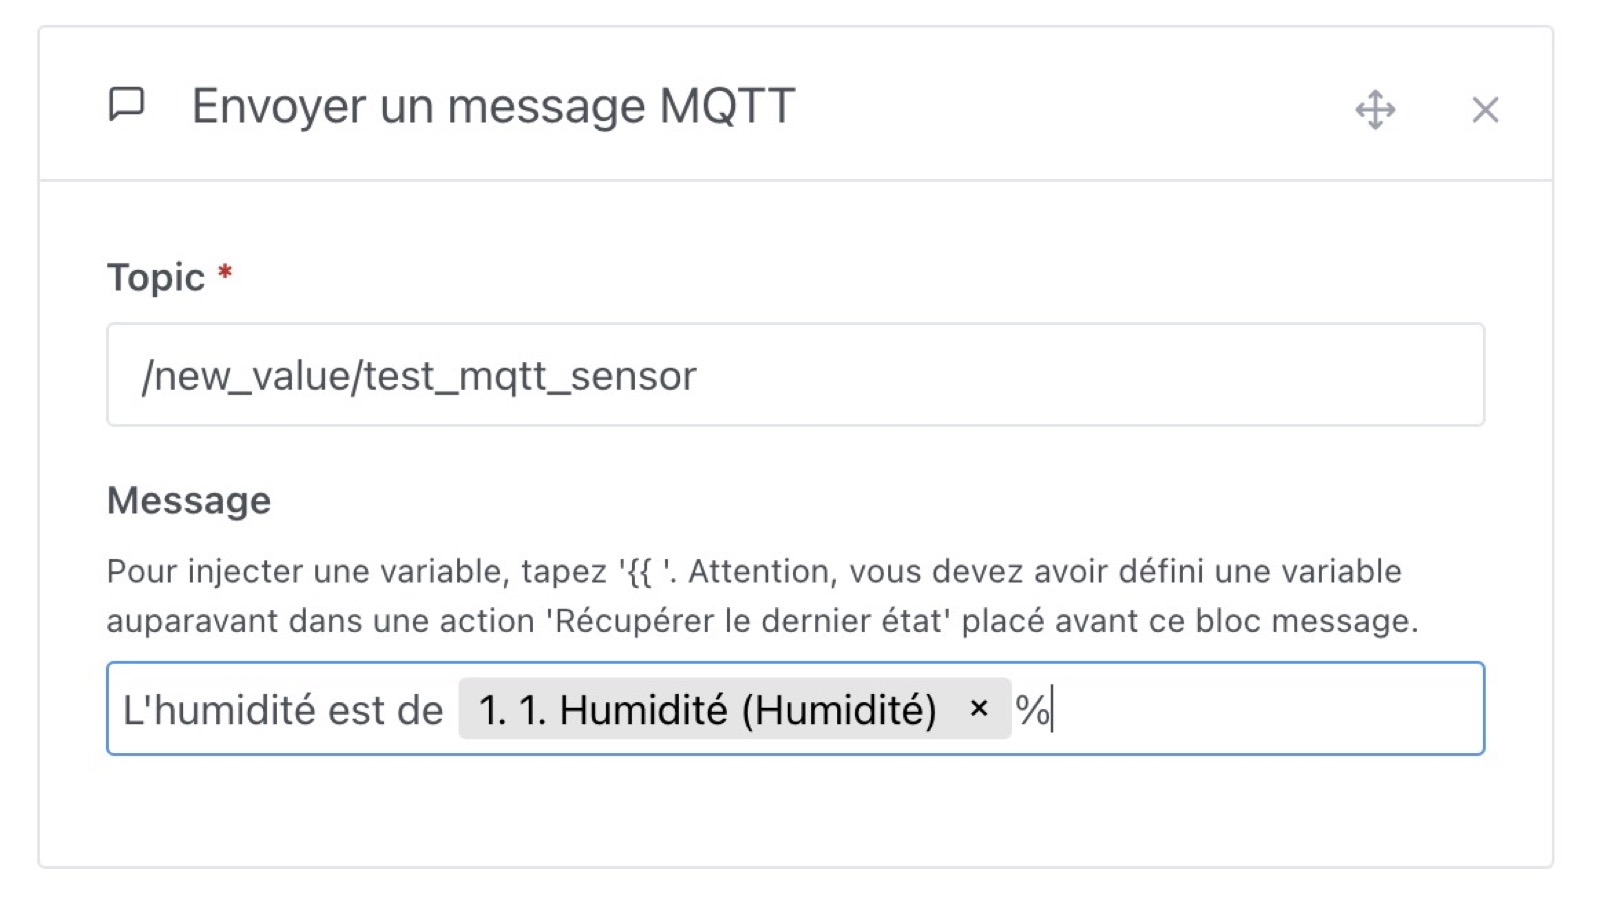 Envoyer un message MQTT
Topic *
/new_value/test_mqtt_sensor
Message
Pour injecter une variable, tapez '{{ '. Attention, vous devez avoir défini une variable
auparavant dans une action 'Récupérer le dernier état' placé avant ce bloc message.
L'humidité est de 1. 1. Humidité (Humidité) × %